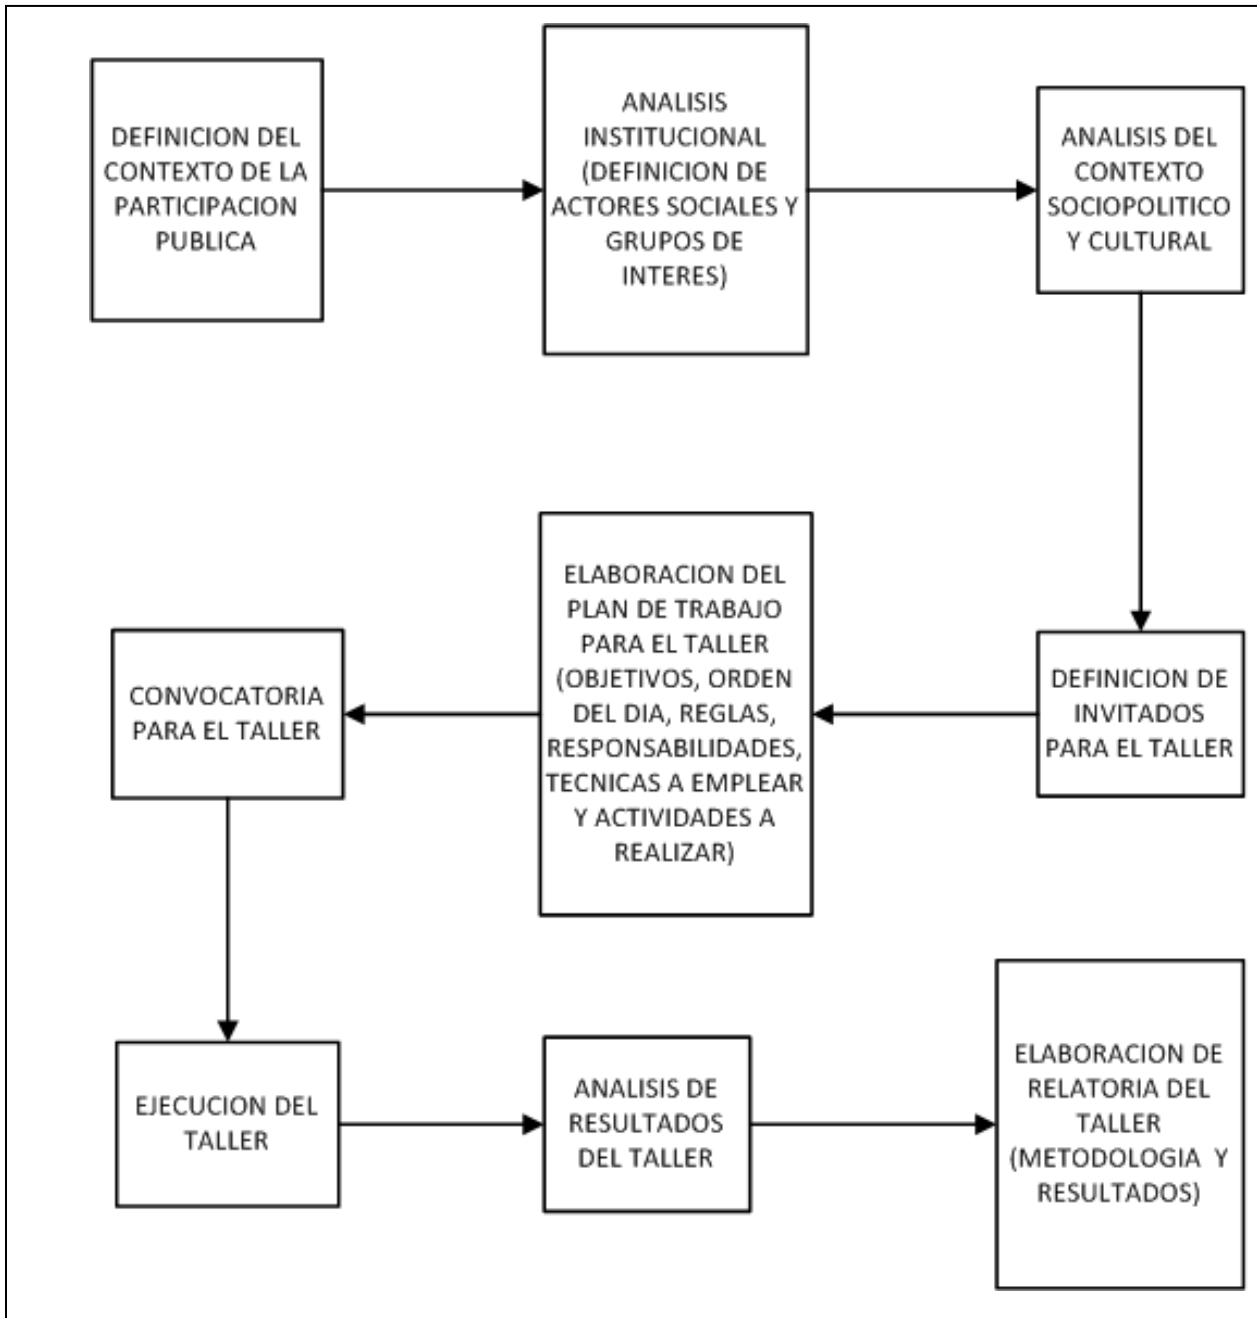 DEFINICION DEL
CONTEXTO DE LA
PARTICIPACION
PUBLICA
ANALISIS
INSTITUCIONAL
(DEFINICION DE
ACTORES SOCIALES Y
GRUPOS DE
INTERES)
ANALISIS DEL
CONTEXTO
SOCIOPOLITICO
Y CULTURAL
DEFINICION DE
INVITADOS
PARA EL TALLER
ELABORACION DEL
PLAN DE TRABAJO
PARA EL TALLER
(OBJETIVOS, ORDEN
DEL DIA, REGLAS,
RESPONSABILIDADES,
TECNICAS A EMPLEAR
Y ACTIVIDADES A
REALIZAR)
CONVOCATORIA
PARA EL TALLER
EJECUCION DEL
TALLER
ANALISIS DE
RESULTADOS
DEL TALLER
ELABORACION DE
RELATORIA DEL
TALLER
(METODOLOGIA  Y
RESULTADOS)